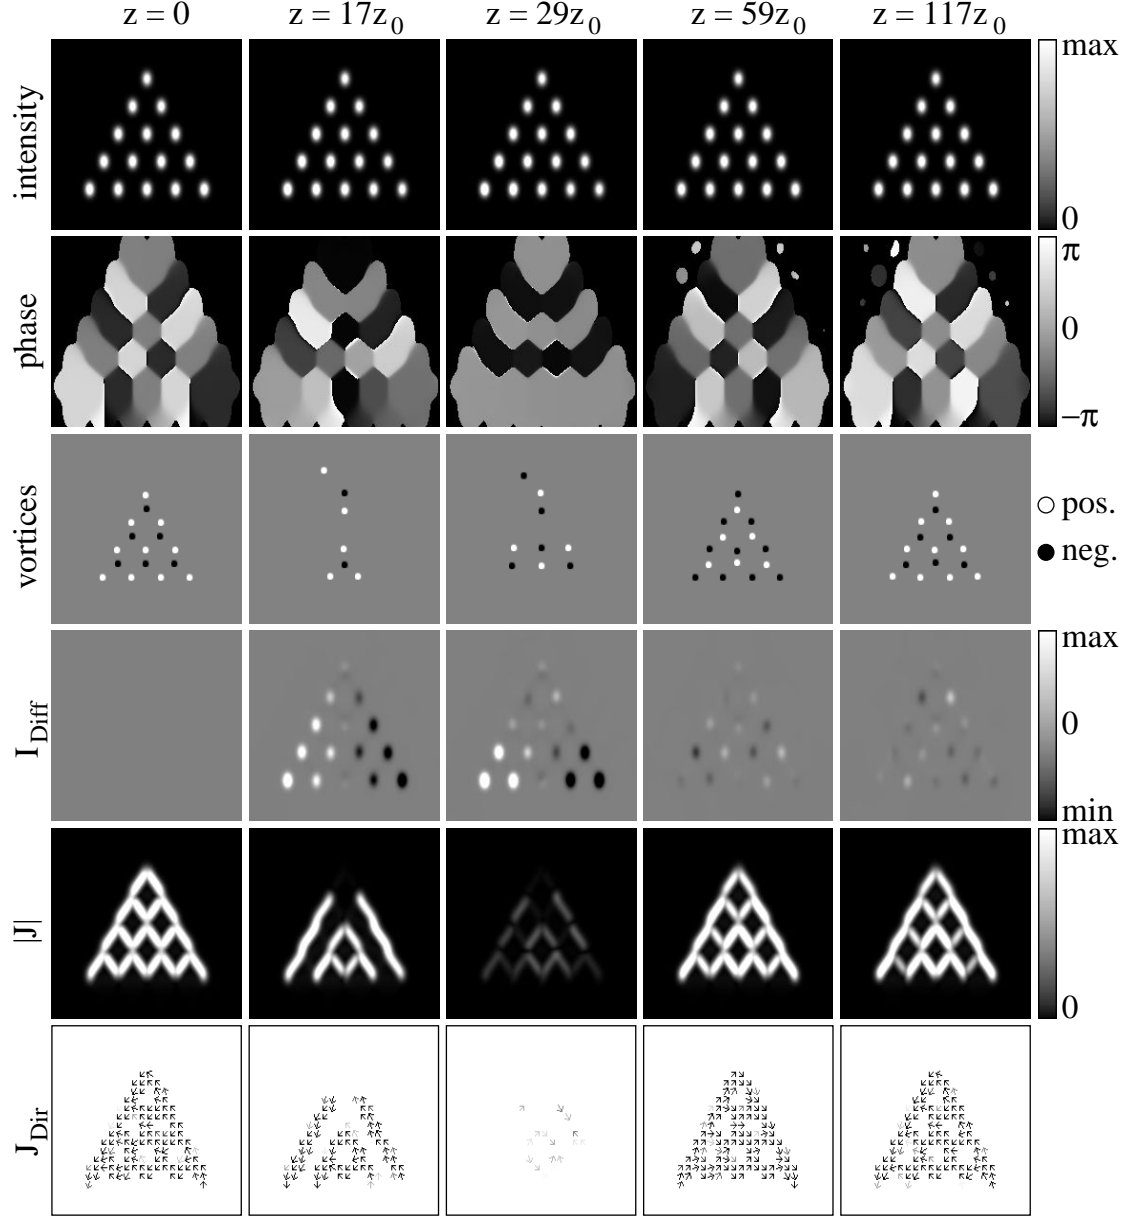 z = 0 z = 17z0 z = 29z0 z = 59z0 z = 117z0
intensity
max
0
phase
π
0
−π
vortices
pos.
neg.
IDiff
max
0
min
|J|
max
0
JDir